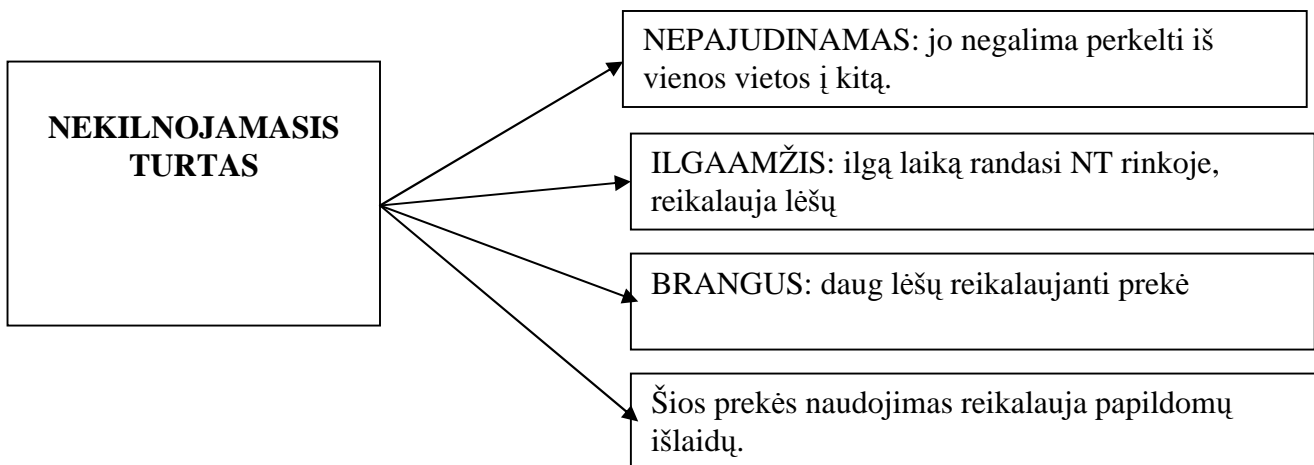 NEKILNOJAMASIS
TURTAS
NEPAJUDINAMAS: jo negalima perkelti iš
vienos vietos į kitą.
ILGAAMŽIS: ilgą laiką randasi NT rinkoje,
reikalauja lėšų
BRANGUS: daug lėšų reikalaujanti prekė
Šios prekės naudojimas reikalauja papildomų
išlaidų.